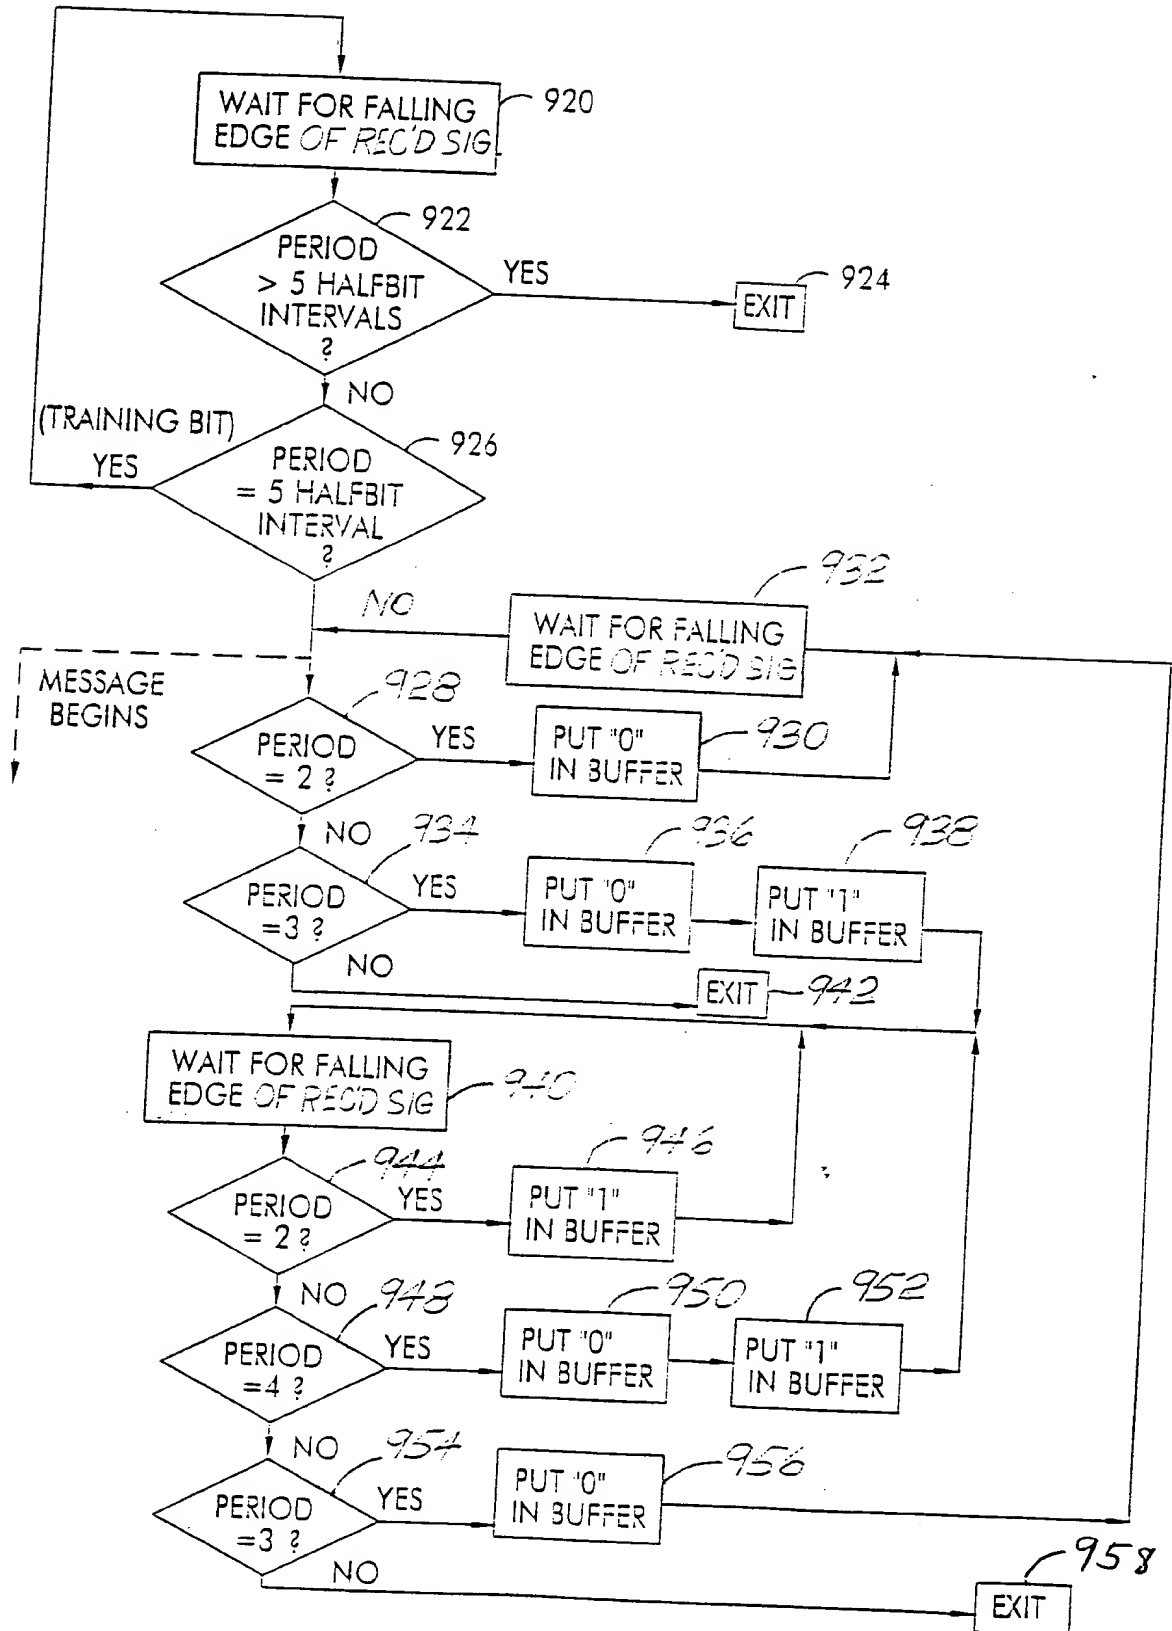 WAIT FOR FALLING
EDGE OF REC'D SIG.
920
922
PERIOD
> 5 HALFBIT
INTERVALS
?
YES
EXIT
924
NO
(TRAINING BIT)
YES
926
PERIOD
= 5 HALFBIT
INTERVAL
?
NO
932
WAIT FOR FALLING
EDGE OF REC'D SIG
MESSAGE
BEGINS
928
PERIOD
= 2 ?
YES
PUT "0"
IN BUFFER
930
NO
934
PERIOD
=3 ?
YES
936
PUT "0"
IN BUFFER
938
PUT "1"
IN BUFFER
NO
EXIT
942
WAIT FOR FALLING
EDGE OF REC'D SIG
940
944
PERIOD
= 2 ?
YES
946
PUT "1"
IN BUFFER
NO
948
PERIOD
=4 ?
YES
950
PUT "0"
IN BUFFER
952
PUT "1"
IN BUFFER
NO
954
PERIOD
=3 ?
YES
PUT "0"
IN BUFFER
956
NO
958
EXIT